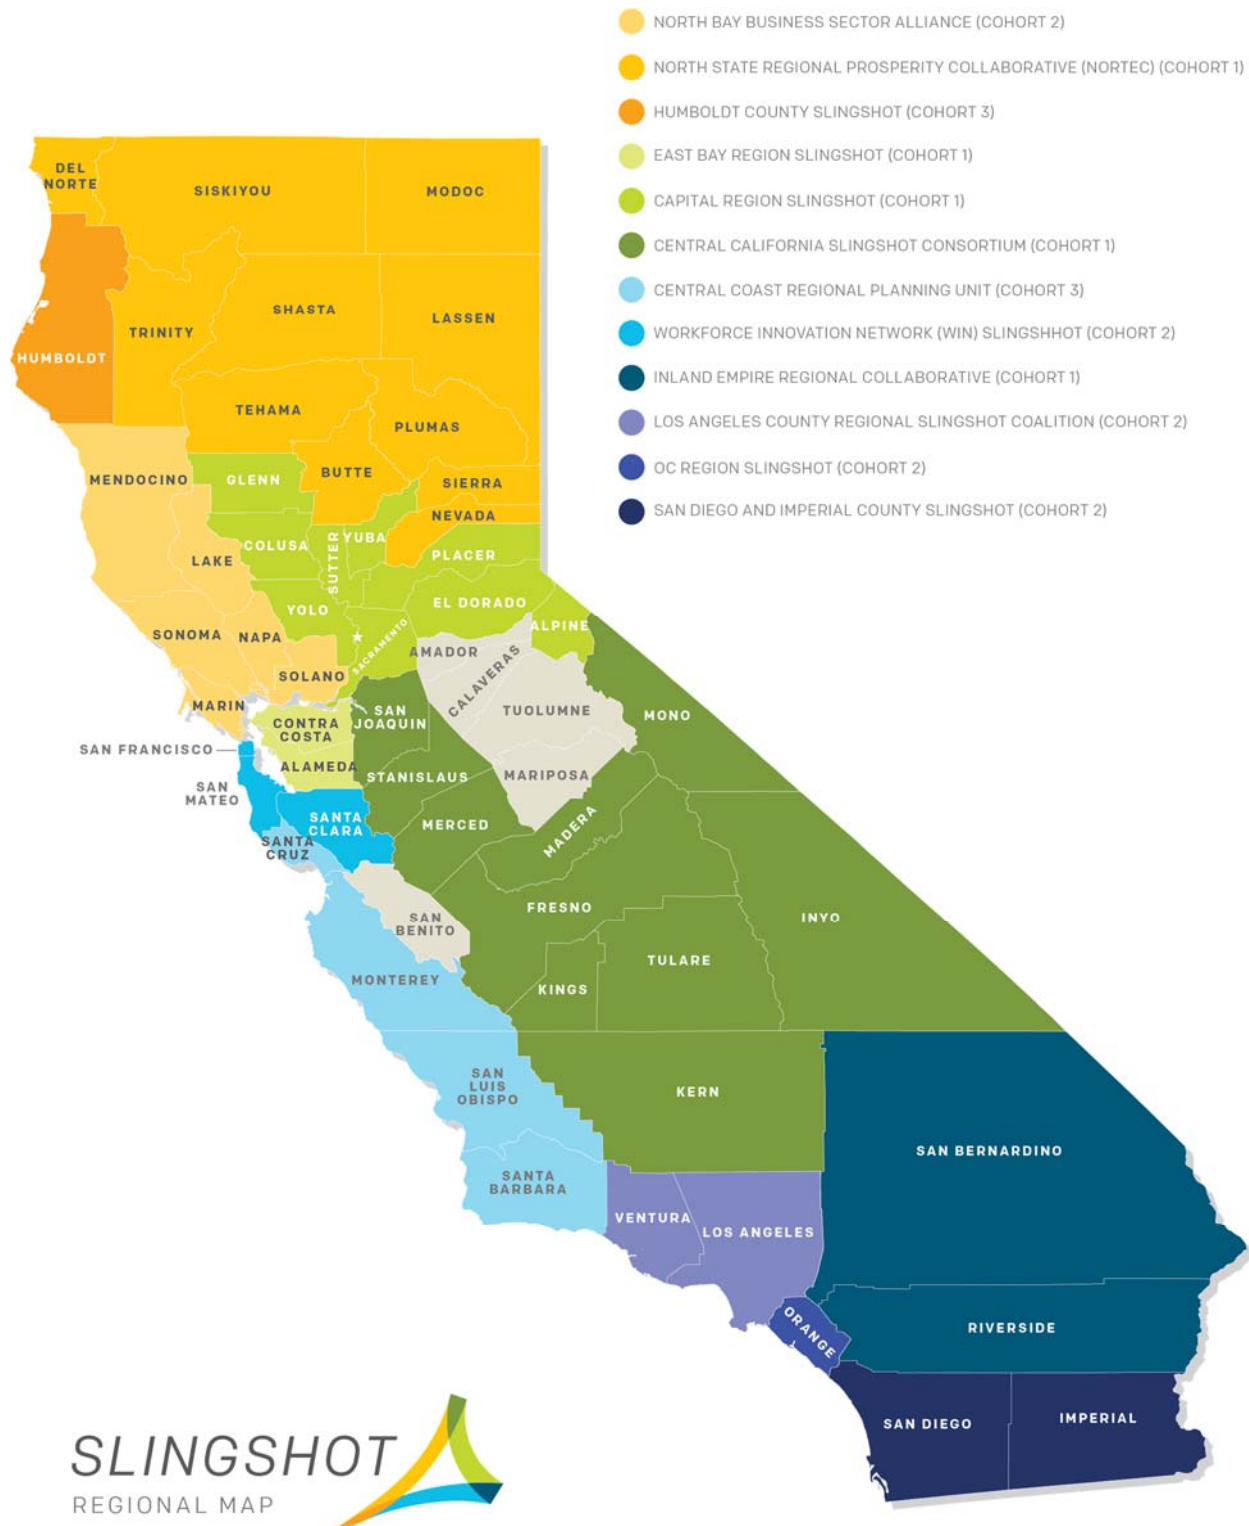 NORTH BAY BUSINESS SECTOR ALLIANCE (COHORT 2)
NORTH STATE REGIONAL PROSPERITY COLLABORATIVE (NORTEC) (COHORT 1)
HUMBOLDT COUNTY SLINGSHOT (COHORT 3)
EAST BAY REGION SLINGSHOT (COHORT 1)
CAPITAL REGION SLINGSHOT (COHORT 1)
CENTRAL CALIFORNIA SLINGSHOT CONSORTIUM (COHORT 1)
CENTRAL COAST REGIONAL PLANNING UNIT (COHORT 3)
WORKFORCE INNOVATION NETWORK (WIN) SLINGSHHOT (COHORT 2)
INLAND EMPIRE REGIONAL COLLABORATIVE (COHORT 1)
LOS ANGELES COUNTY REGIONAL SLINGSHOT COALITION (COHORT 2)
OC REGION SLINGSHOT (COHORT 2)
SAN DIEGO AND IMPERIAL COUNTY SLINGSHOT (COHORT 2)
DEL
NORTE
SISKIYOU
MODOC
HUMBOLDT
TRINITY
SHASTA
LASSEN
TEHAMA
PLUMAS
MENDOCINO
GLENN
BUTTE
SIERRA
NEVADA
COLUSA
SUTTER
YUBA
PLACER
LAKE
YOLO
EL DORADO
ALPINE
SONOMA
NAPA
SACRAMENTO
SOLANO
AMADOR
CALAVERAS
TUOLUMNE
MONO
MARIN
CONTRA
COSTA
SAN
JOAQUIN
SAN FRANCISCO
ALAMEDA
STANISLAUS
MARIPOSA
SAN
MATEO
SANTA
CLARA
MERCED
MADERA
SANTA
CRUZ
SAN
BENITO
FRESNO
INYO
MONTEREY
KINGS
TULARE
SAN
LUIS
OBISPO
KERN
SAN BERNARDINO
SANTA
BARBARA
VENTURA
LOS ANGELES
ORANGE
RIVERSIDE
SAN DIEGO
IMPERIAL
SLINGSHOT
REGIONAL MAP